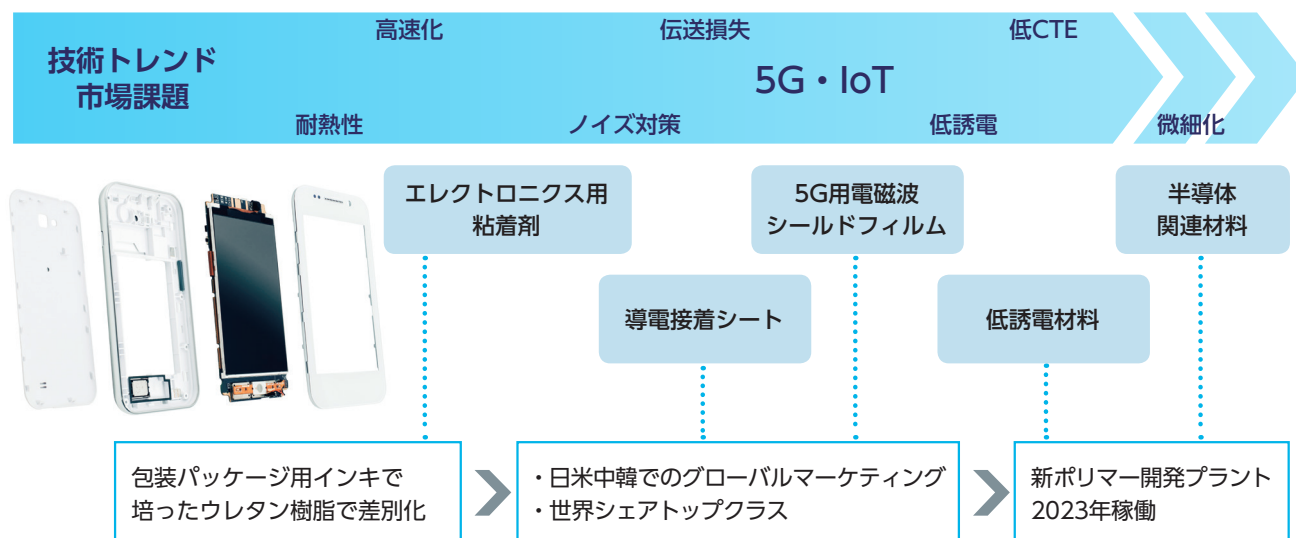 高速化
伝送損失
低CTE
技術トレンド
市場課題
5G・IoT
耐熱性
ノイズ対策
低誘電
微細化
エレクトロニクス用
粘着剤
5G用電磁波
シールドフィルム
半導体
関連材料
導電接着シート
低誘電材料
包装パッケージ用インキで
培ったウレタン樹脂で差別化
・日米中韓でのグローバルマーケティング
・世界シェアトップクラス
新ポリマー開発プラント
2023年稼働